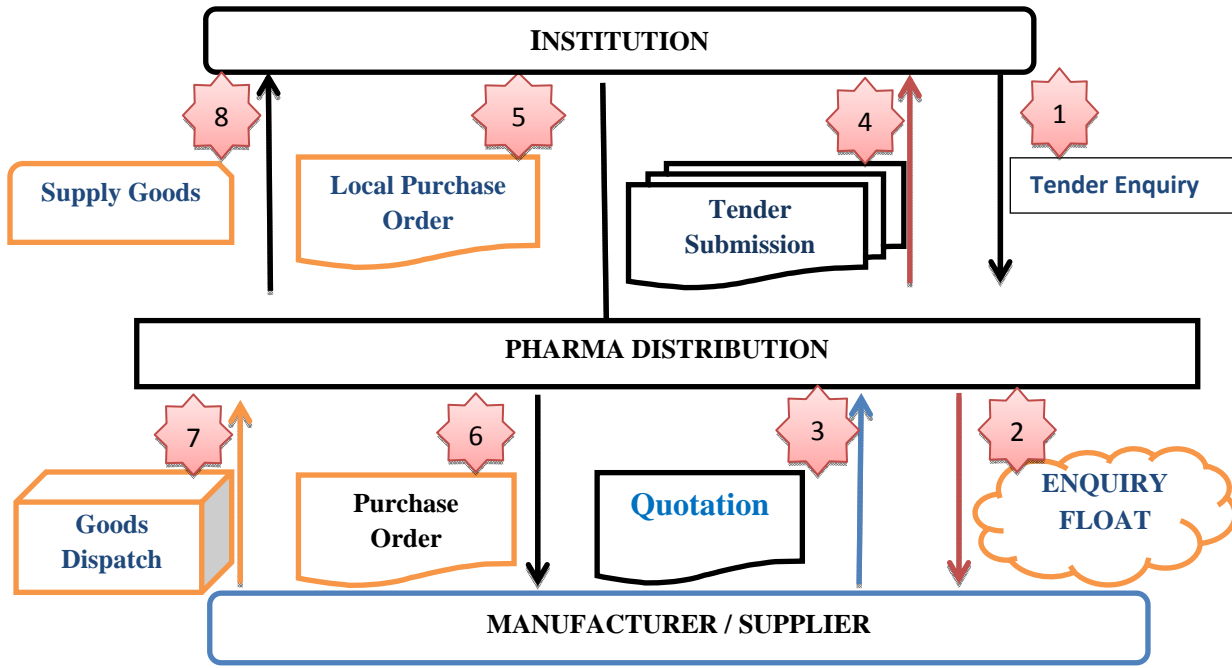 INSTITUTION
8
5
4
1
Supply Goods
Local Purchase
Order
Tender
Submission
Tender Enquiry
PHARMA DISTRIBUTION
7
6
3
2
Goods
Dispatch
Purchase
Order
Quotation
ENQUIRY
FLOAT
MANUFACTURER / SUPPLIER